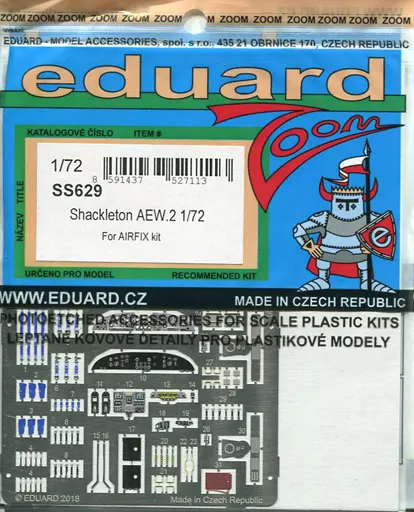 ZOOM ZOOM ZOOM ZOOM ZOOM ZOOM ZOOM ZOOM ZOOM ZOOM
EDUARD - MODEL ACCESSORIES, spol. s r.o., 435 21 OBRNICE 170, CZECH REPUBLIC
eduard
Zoom
KATALOGOVÉ ČÍSLO ITEM #
1/72
SS629
8 591437 527113
Shackleton AEW.2 1/72
For AIRFIX kit
NÁZEV TITLE
URČENO PRO MODEL RECOMMENDED KIT
e
WWW.EDUARD.CZ MADE IN CZECH REPUBLIC
PHOTOETCHED ACCESSORIES FOR SCALE PLASTIC KITS
LEPTANÉ KOVOVÉ DETAILY PRO PLASTIKOVÉ MODELY
© EDUARD 2018 Made in Czech Republic